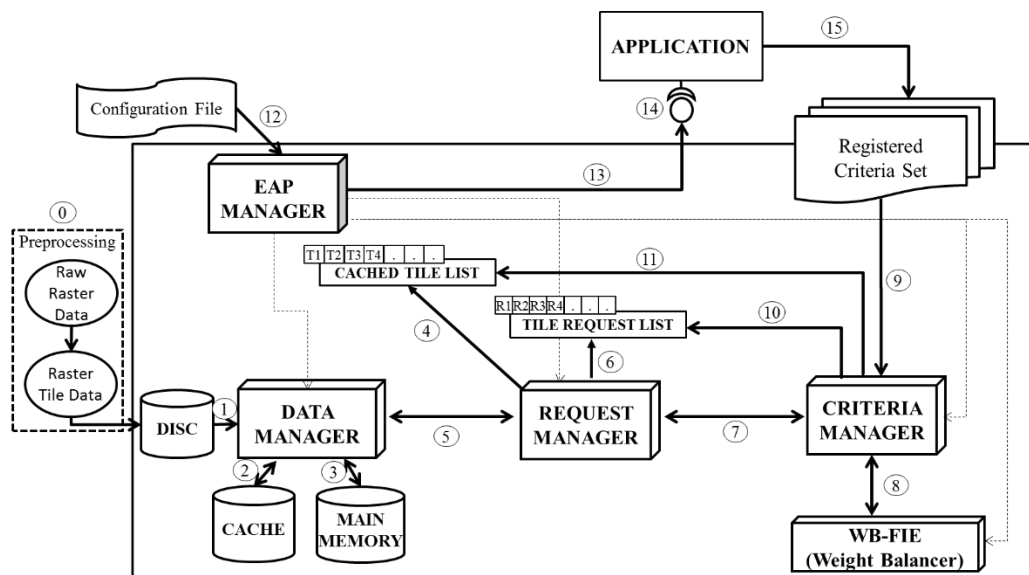 15
APPLICATION
Configuration File
12
14
Registered
Criteria Set
EAP
MANAGER
13
0
Preprocessing
Raw
Raster
Data
Raster
Tile Data
T1 T2 T3 T4 . . .
CACHED TILE LIST
11
9
R1 R2 R3 R4 . . .
TILE REQUEST LIST
10
4
6
DISC
1
DATA
MANAGER
5
REQUEST
MANAGER
7
CRITERIA
MANAGER
2
3
8
CACHE
MAIN
MEMORY
WB-FIE
(Weight Balancer)